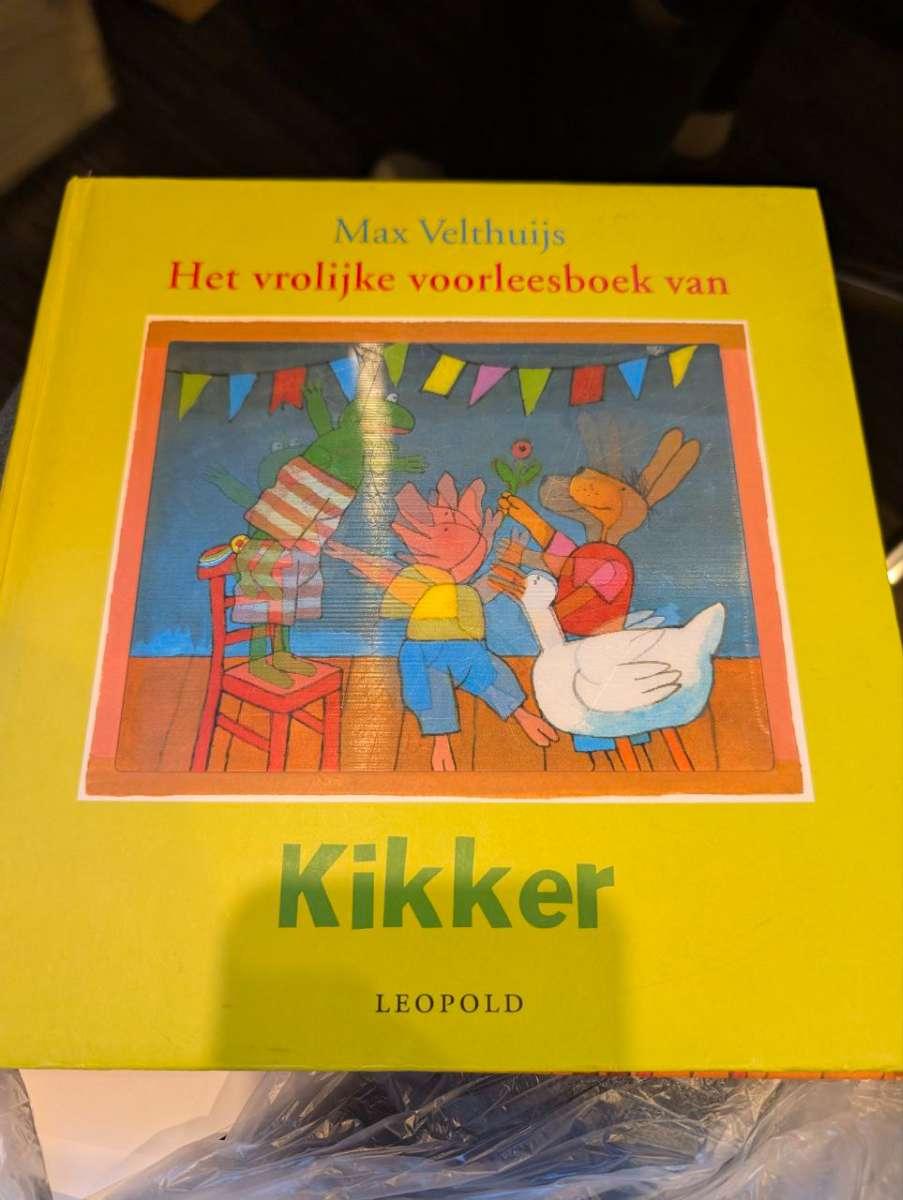 Max Velthuijs
Het vrolijke voorleesboek van
Kikker
LEOPOLD